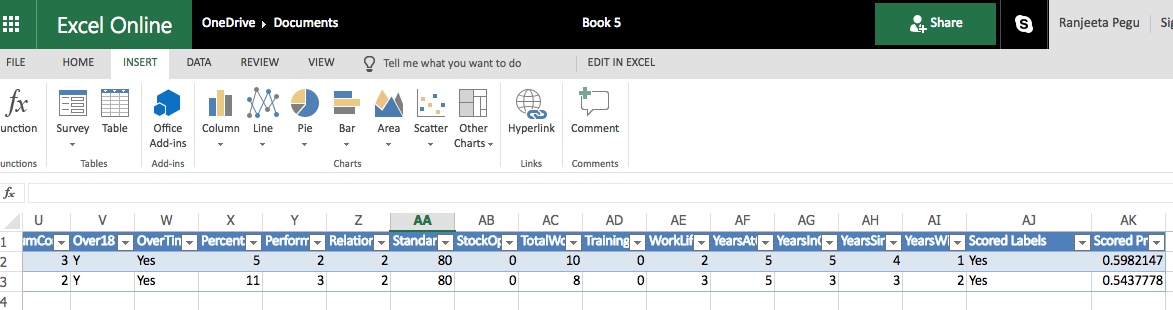 Excel Online OneDrive ▸ Documents Book 5 Share Ranjeeta Pegu
FILE HOME INSERT DATA REVIEW VIEW Tell me what you want to do EDIT IN EXCEL
fx
unction Survey Table Office Add-ins Column Line Pie Bar Area Scatter Other Charts Hyperlink Comment
unctions Tables Add-ins Charts Links Comments
fx
U V W X Y Z AA AB AC AD AE AF AG AH AI AJ AK
1 umCo Over18 OverTin Percent Perform Relation Standar StockOp TotalWo Training WorkLif YearsAt YearsInC YearsSin YearsWi Scored Labels Scored Pr
2 3 Y Yes 5 2 2 80 0 10 0 2 5 5 4 1 Yes 0.5982147
3 2 Y Yes 11 3 2 80 0 8 0 3 5 3 3 2 Yes 0.5437778
4